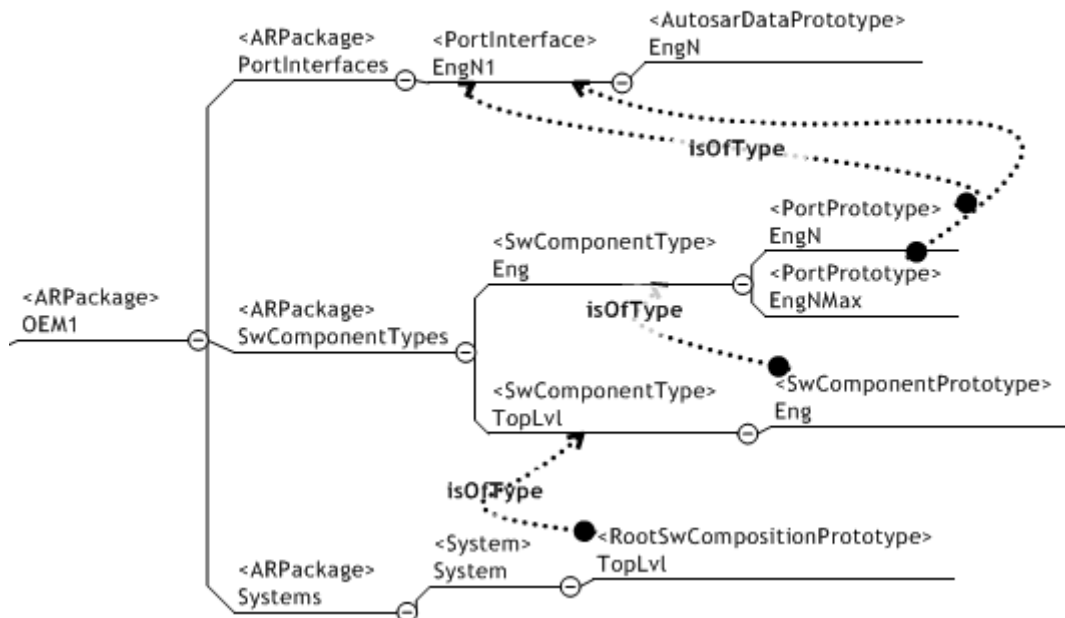 <AutosarDataPrototype>
EngN
<ARPackage>
PortInterfaces
<PortInterface>
EngN1
isOfType
<PortPrototype>
EngN
<SwComponentType>
Eng
<PortPrototype>
EngNMax
<ARPackage>
OEM1
<ARPackage>
SwComponentTypes
isOfType
<SwComponentType>
TopLvl
<SwComponentPrototype>
Eng
isOfType
<RootSwCompositionPrototype>
TopLvl
<System>
System
<ARPackage>
Systems